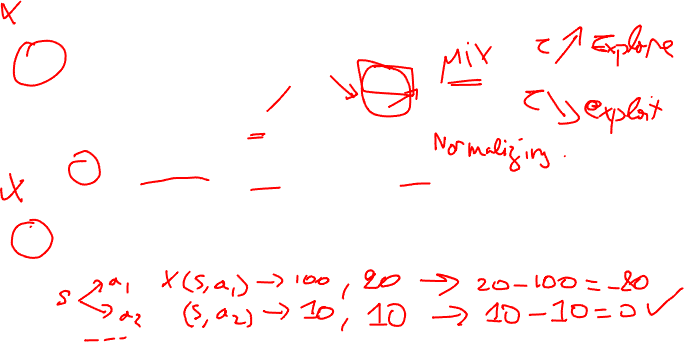 X
MIX
τ ↗ Explore
τ ↘ exploit
Normalizing.
X
S a1 X (S, a1) → 100, 20 → 20 - 100 = -80
a2 (S, a2) → 10, 10 → 10 - 10 = 0 ✓